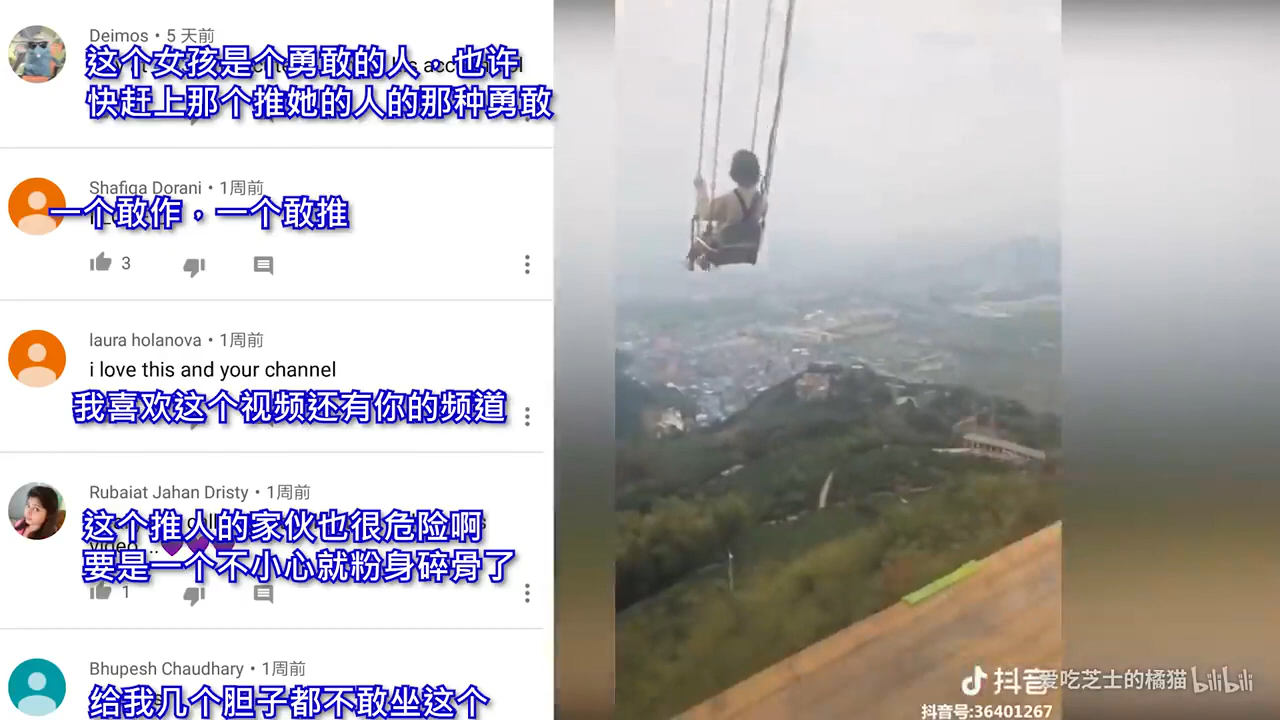 Deimos • 5 天前
这个女孩是个勇敢的人，也许
快赶上那个推她的人的那种勇敢
Shafiqa Dorani • 1周前
一个敢作，一个敢推
3
laura holanova • 1周前
i love this and your channel
我喜欢这个视频还有你的频道
Rubaiat Jahan Dristy • 1周前
这个推人的家伙也很危险啊
要是一个不小心就粉身碎骨了
1
Bhupesh Chaudhary • 1周前
给我几个胆子都不敢坐这个
抖音
爱吃芝士的橘猫
bilibili
抖音号:36401267